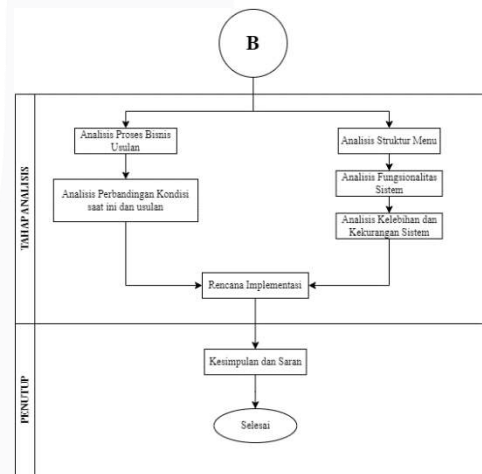 B
TAHAP ANALISIS
Analisis Proses Bisnis
Usulan
Analisis Perbandingan Kondisi
saat ini dan usulan
Analisis Struktur Menu
Analisis Fungsionalitas
Sistem
Analisis Kelebihan dan
Kekurangan Sistem
Rencana Implementasi
PENUTUP
Kesimpulan dan Saran
Selesai